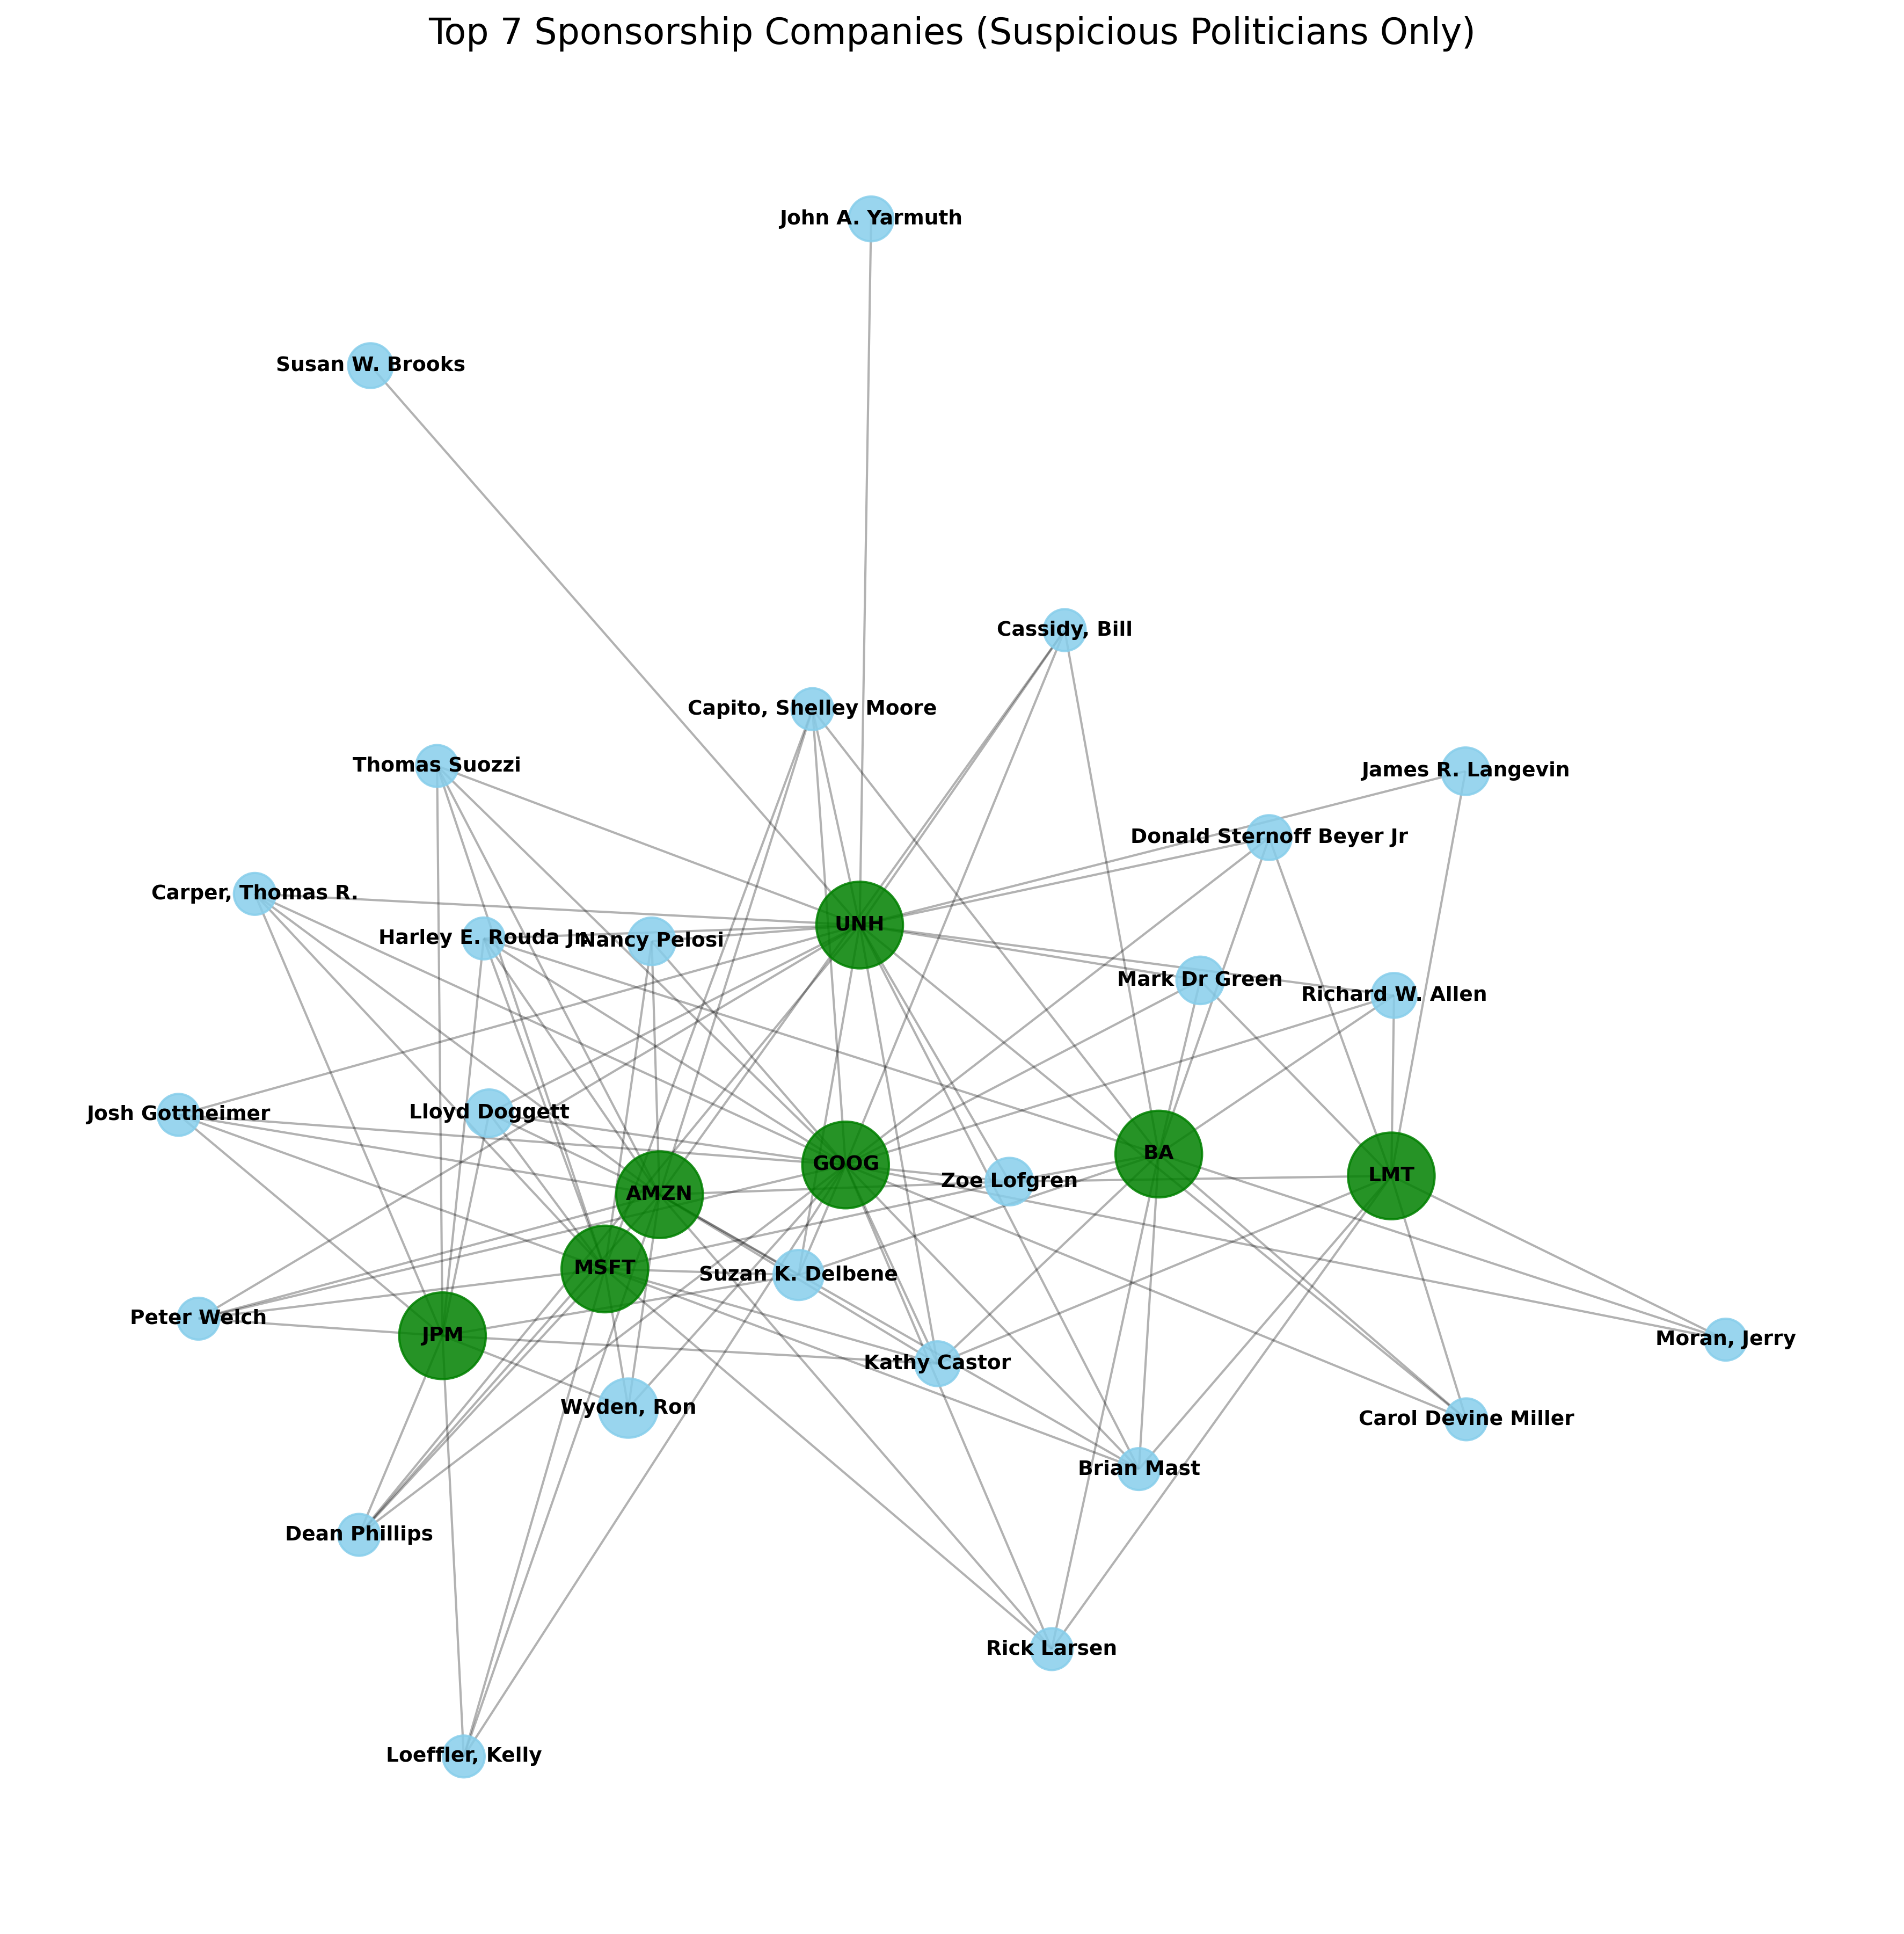 Top 7 Sponsorship Companies (Suspicious Politicians Only)
John A. Yarmuth
Susan W. Brooks
Cassidy, Bill
Capito, Shelley Moore
Thomas Suozzi
James R. Langevin
Donald Sternoff Beyer Jr
Carper, Thomas R.
UNH
Harley E. Rouda Jr.
Nancy Pelosi
Mark Dr Green
Richard W. Allen
Josh Gottheimer
Lloyd Doggett
BA
GOOG
LMT
Zoe Lofgren
AMZN
MSFT
Suzan K. Delbene
Peter Welch
JPM
Moran, Jerry
Kathy Castor
Wyden, Ron
Carol Devine Miller
Brian Mast
Dean Phillips
Rick Larsen
Loeffler, Kelly